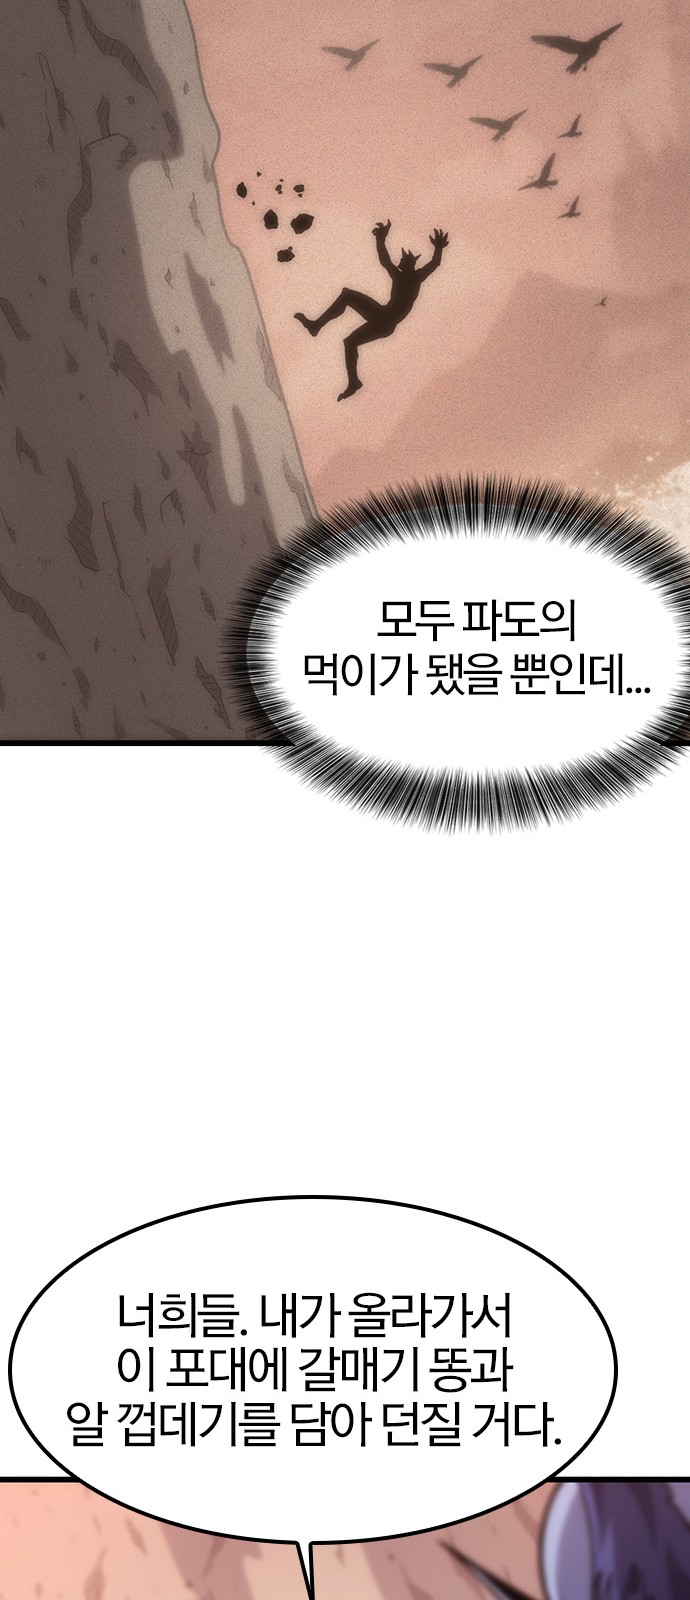 모두 파도의
먹이가 됐을 뿐인데...
너희들. 내가 올라가서
이 포대에 갈매기 똥과
알 껍데기를 담아 던질 거다.